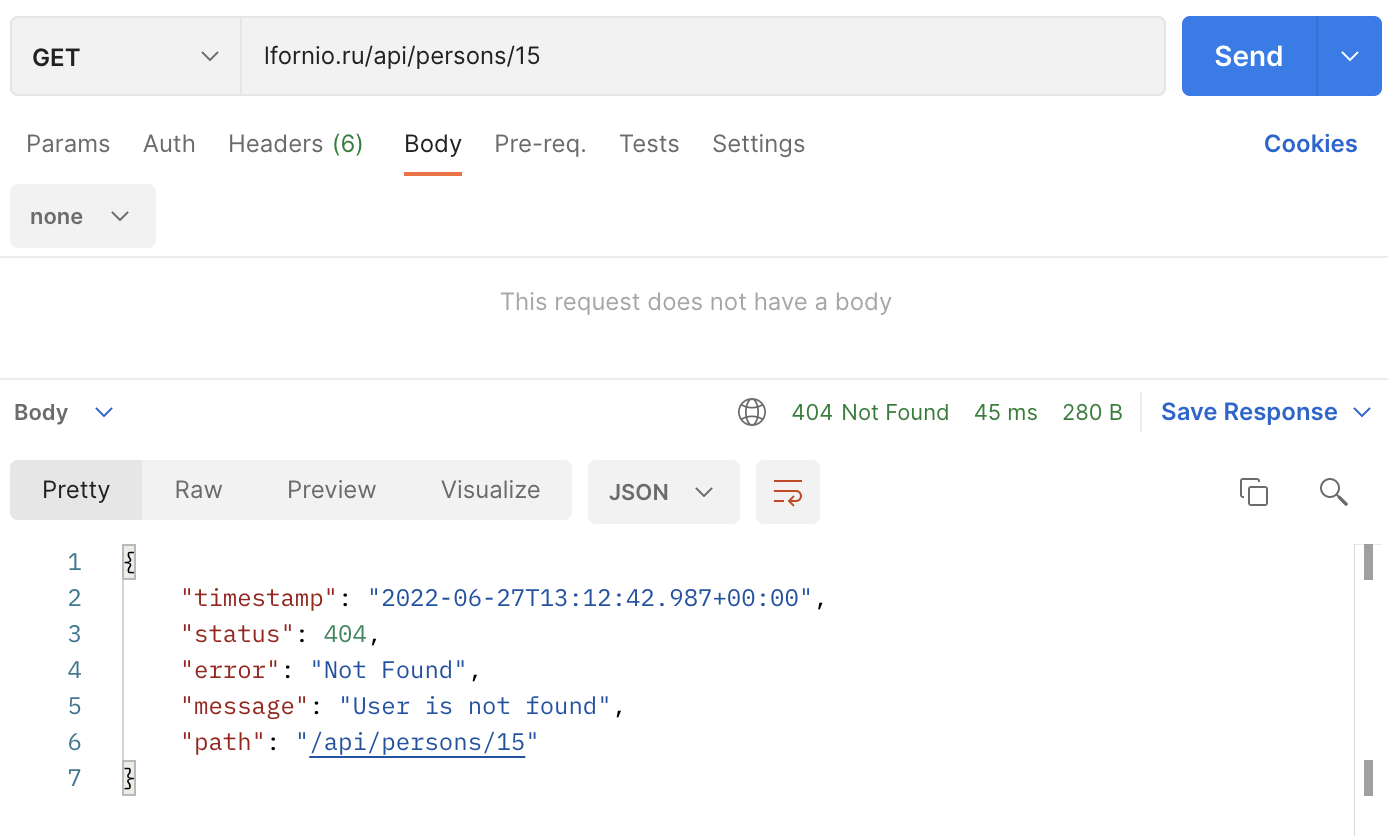 GET lfornio.ru/api/persons/15 Send
Params Auth Headers (6) Body Pre-req. Tests Settings Cookies
none
This request does not have a body
Body 404 Not Found 45 ms 280 B Save Response
Pretty Raw Preview Visualize JSON
1 {
2 "timestamp": "2022-06-27T13:12:42.987+00:00",
3 "status": 404,
4 "error": "Not Found",
5 "message": "User is not found",
6 "path": "/api/persons/15"
7 }